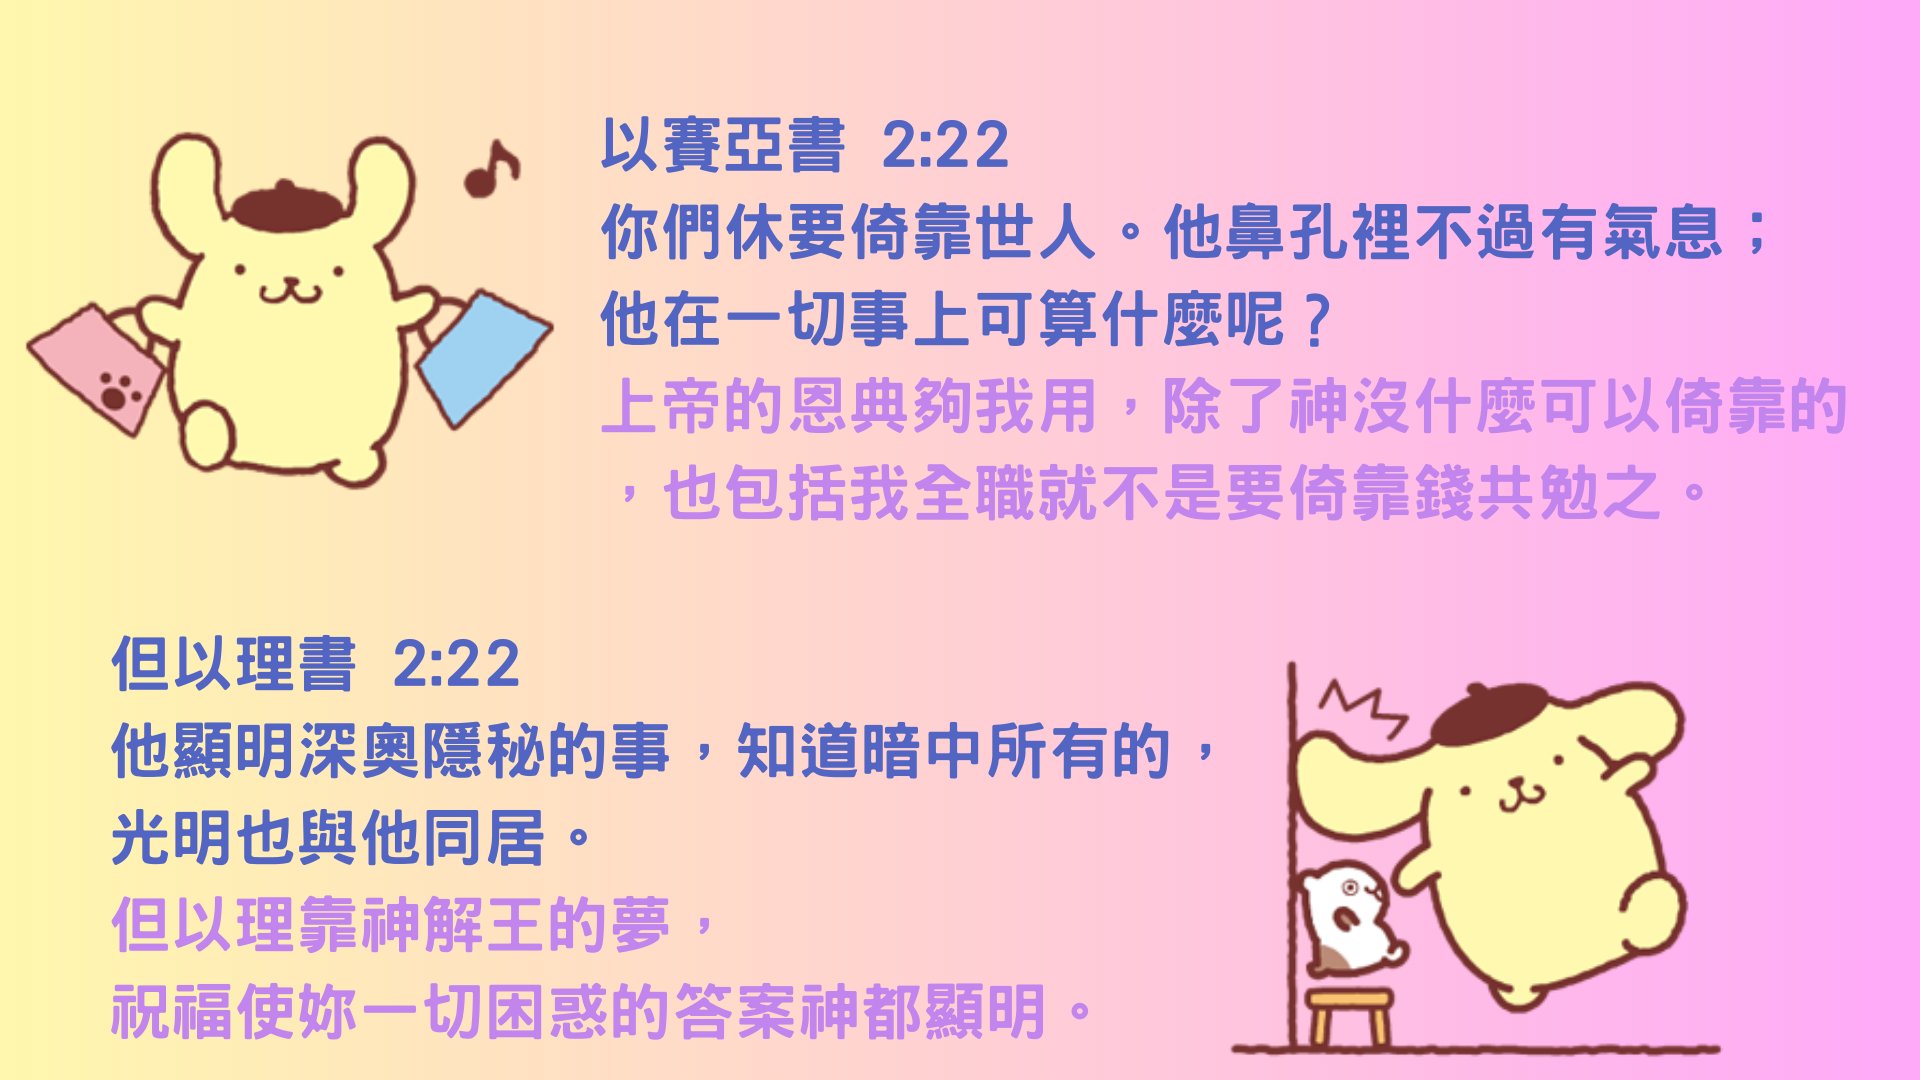 以賽亞書 2:22
你們休要倚靠世人。他鼻孔裡不過有氣息；
他在一切事上可算什麼呢？
上帝的恩典夠我用，除了神沒什麼可以倚靠的
，也包括我全職就不是要倚靠錢共勉之。
但以理書 2:22
他顯明深奧隱秘的事，知道暗中所有的，
光明也與他同居。
但以理靠神解王的夢，
祝福使妳一切困惑的答案神都顯明。